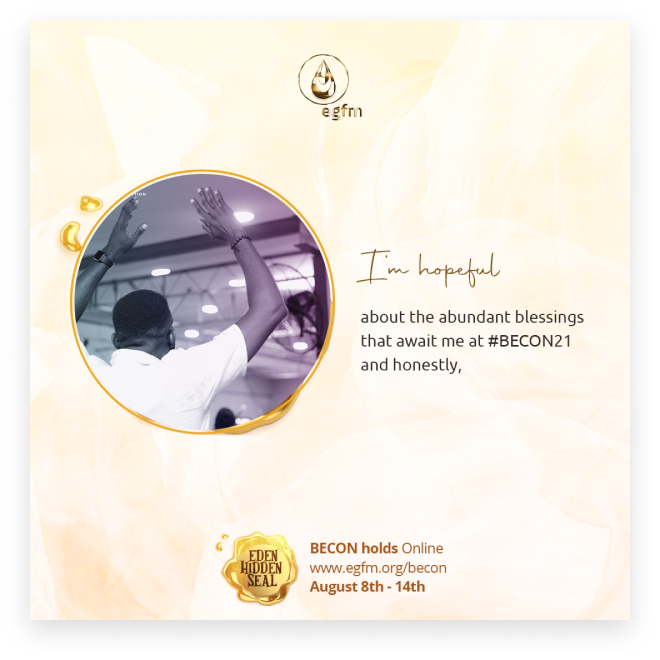 egfm
I'm hopeful
about the abundant blessings
that await me at #BECON21
and honestly,
EDEN
HIDDEN
SEAL
BECON holds Online
www.egfm.org/becon
August 8th - 14th